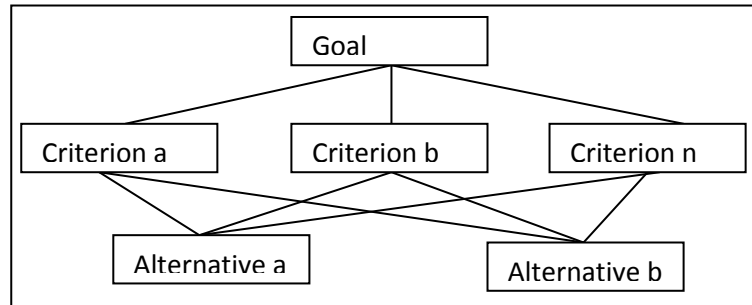 Goal
Criterion a
Criterion b
Criterion n
Alternative a
Alternative b